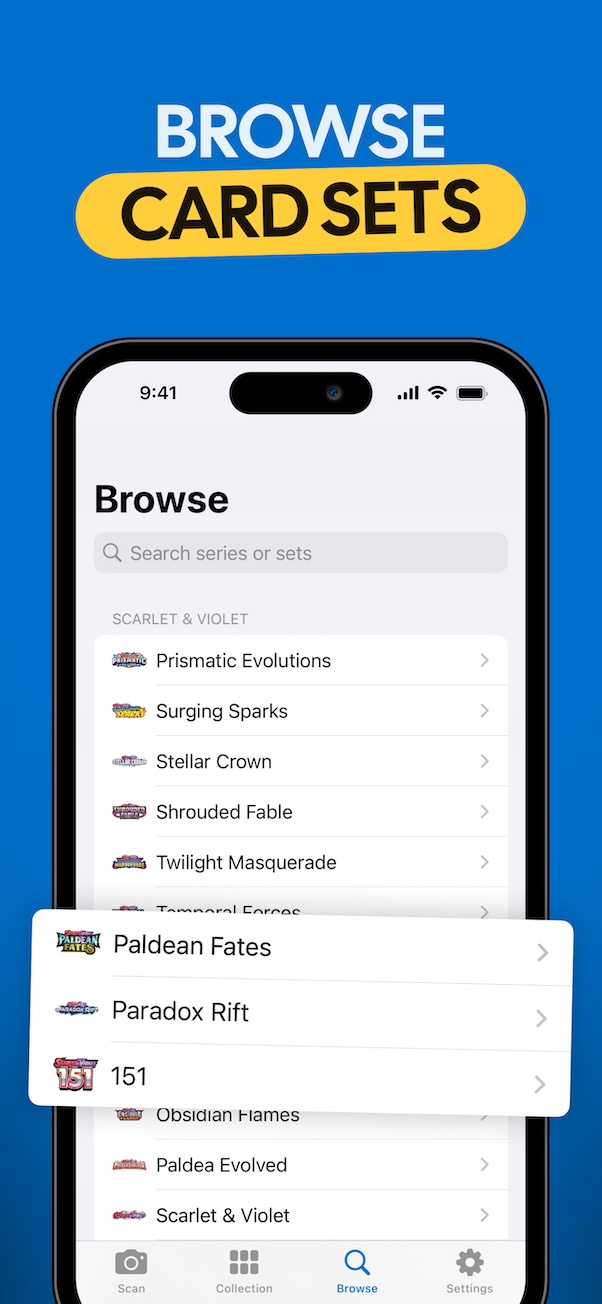 BROWSE
CARD SETS
9:41
Browse
Search series or sets
SCARLET & VIOLET
Prismatic Evolutions
Surging Sparks
Stellar Crown
Shrouded Fable
Twilight Masquerade
Temporal Forces
PALDEAN FATES Paldean Fates
Paradox Rift
151 151
Obsidian Flames
Paldea Evolved
Scarlet & Violet
Scan Collection Browse Settings